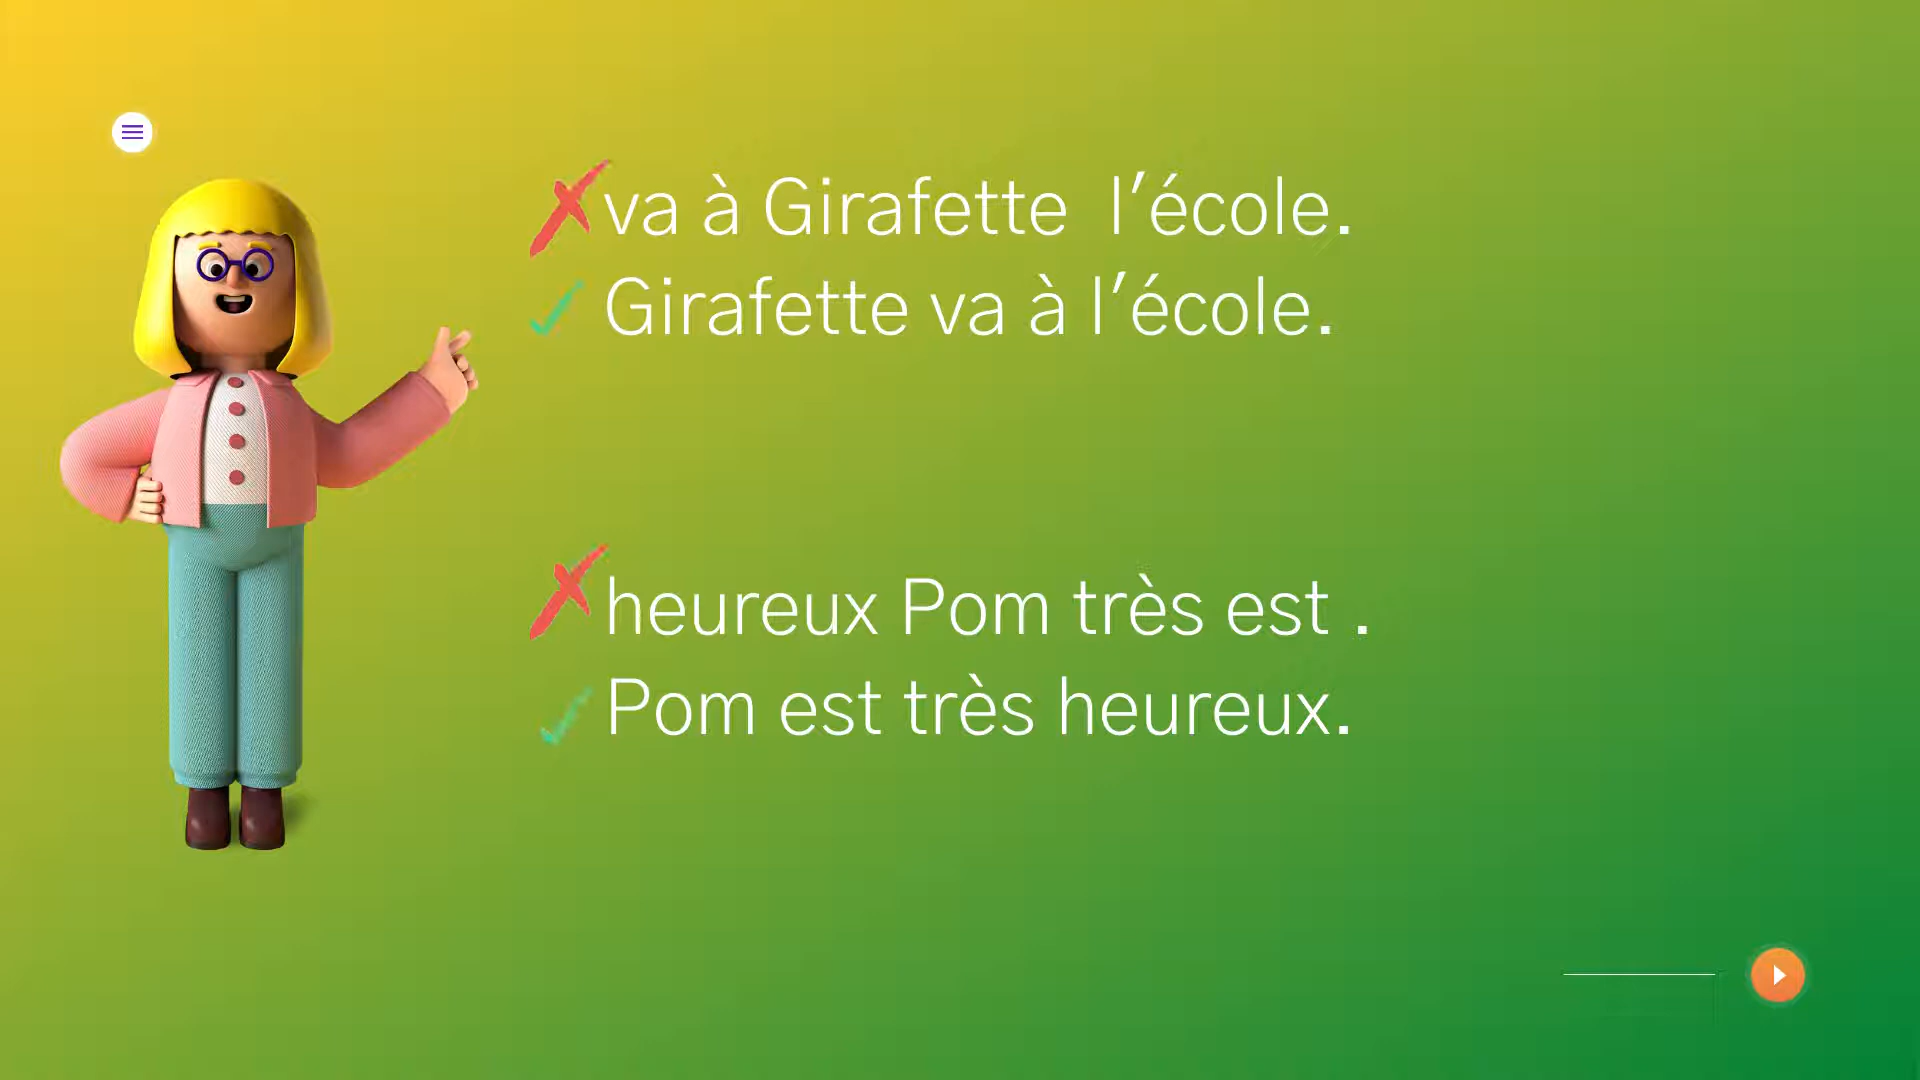 va à Girafette l'école.
Girafette va à l'école.
heureux Pom très est .
Pom est très heureux.